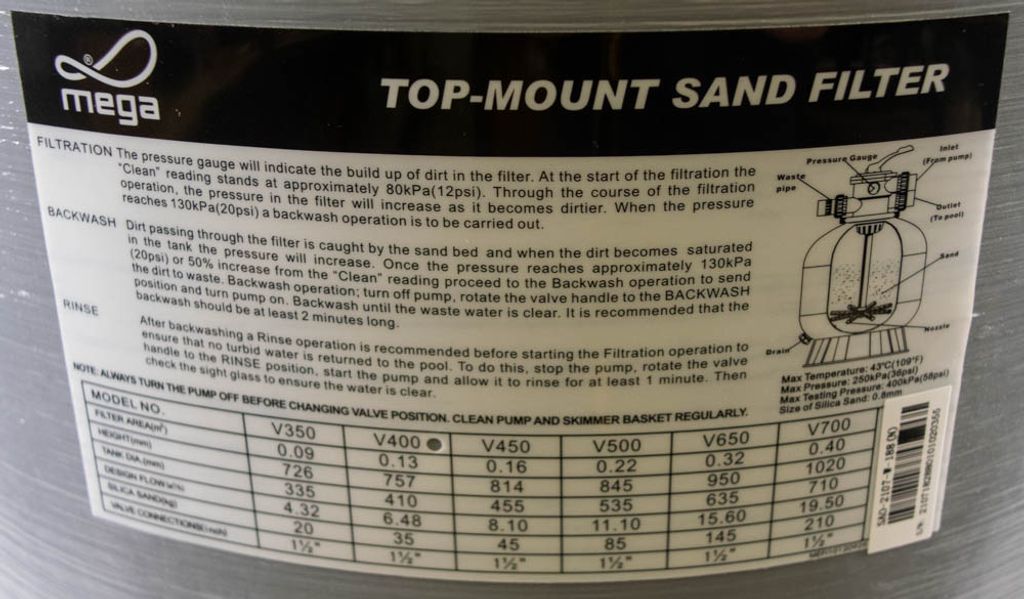 mega
®
TOP-MOUNT SAND FILTER
FILTRATION The pressure gauge will indicate the build up of dirt in the filter. At the start of the filtration the
"Clean" reading stands at approximately 80kPa(12psi). Through the course of the filtration
operation, the pressure in the filter will increase as it becomes dirtier. When the pressure
reaches 130kPa(20psi) a backwash operation is to be carried out.
BACKWASH Dirt passing through the filter is caught by the sand bed and when the dirt becomes saturated
in the tank the pressure will increase. Once the pressure reaches approximately 130kPa
(20psi) or 50% increase from the "Clean" reading proceed to the Backwash operation to send
the dirt to waste. Backwash operation; turn off pump, rotate the valve handle to the BACKWASH
position and turn pump on. Backwash until the waste water is clear. It is recommended that the
backwash should be at least 2 minutes long.
RINSE After backwashing a Rinse operation is recommended before starting the Filtration operation to
ensure that no turbid water is returned to the pool. To do this, stop the pump, rotate the valve
handle to the RINSE position, start the pump and allow it to rinse for at least 1 minute. Then
check the sight glass to ensure the water is clear.
NOTE: ALWAYS TURN THE PUMP OFF BEFORE CHANGING VALVE POSITION. CLEAN PUMP AND SKIMMER BASKET REGULARLY.
Pressure Gauge
Inlet
(From pump)
Waste
pipe
Outlet
(To pool)
Sand
Nozzle
Drain
Max Temperature: 43°C(109°F)
Max Pressure: 250kPa(36psi)
Max Testing Pressure: 400kPa(58psi)
Size of Silica Sand: 0.8mm
MODEL NO. V350 V400 V450 V500 V650 V700
FILTER AREA(m²) 0.09 0.13 0.16 0.22 0.32 0.40
HEIGHT(mm) 726 757 814 845 950 1020
TANK DIA.(mm) 335 410 455 535 635 710
DESIGN FLOW 4.32 6.48 8.10 11.10 15.60 19.50
SILICA SAND(kg) 20 35 45 85 145 210
VALVE CONNECTIONS 1½" 1½" 1½" 1½" 1½" 1½"